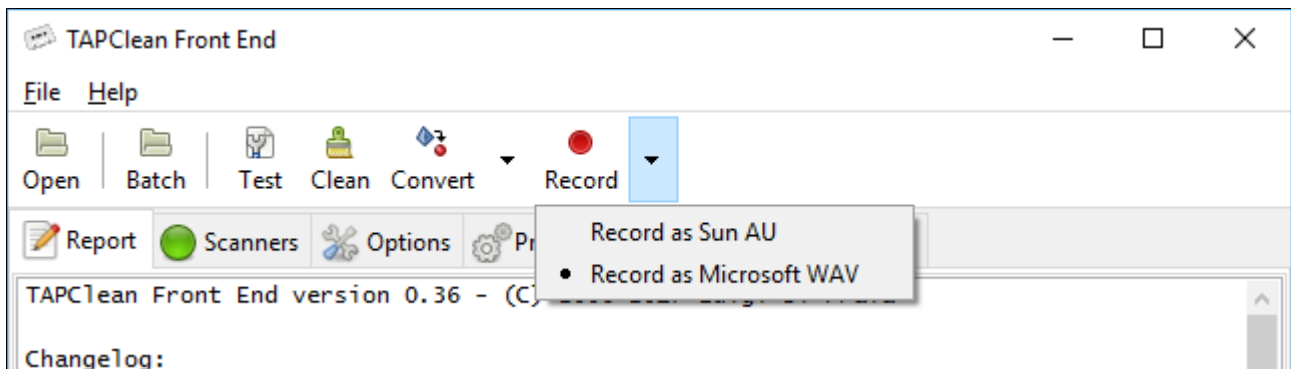 TAPClean Front End
File Help
Open Batch Test Clean Convert Record
Report Scanners Options
Record as Sun AU
Record as Microsoft WAV
TAPClean Front End version 0.36 - (C)
Changelog: